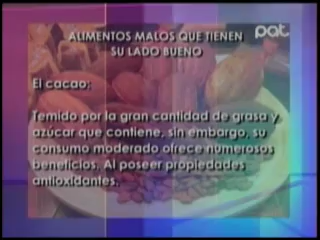 pat.
ALIMENTOS MALOS QUE TIENEN
SU LADO BUENO
El cacao:
Temido por la gran cantidad de grasa y
azúcar que contiene, sin embargo, su
consumo moderado ofrece numerosos
beneficios. Al poseer propiedades
antioxidantes.